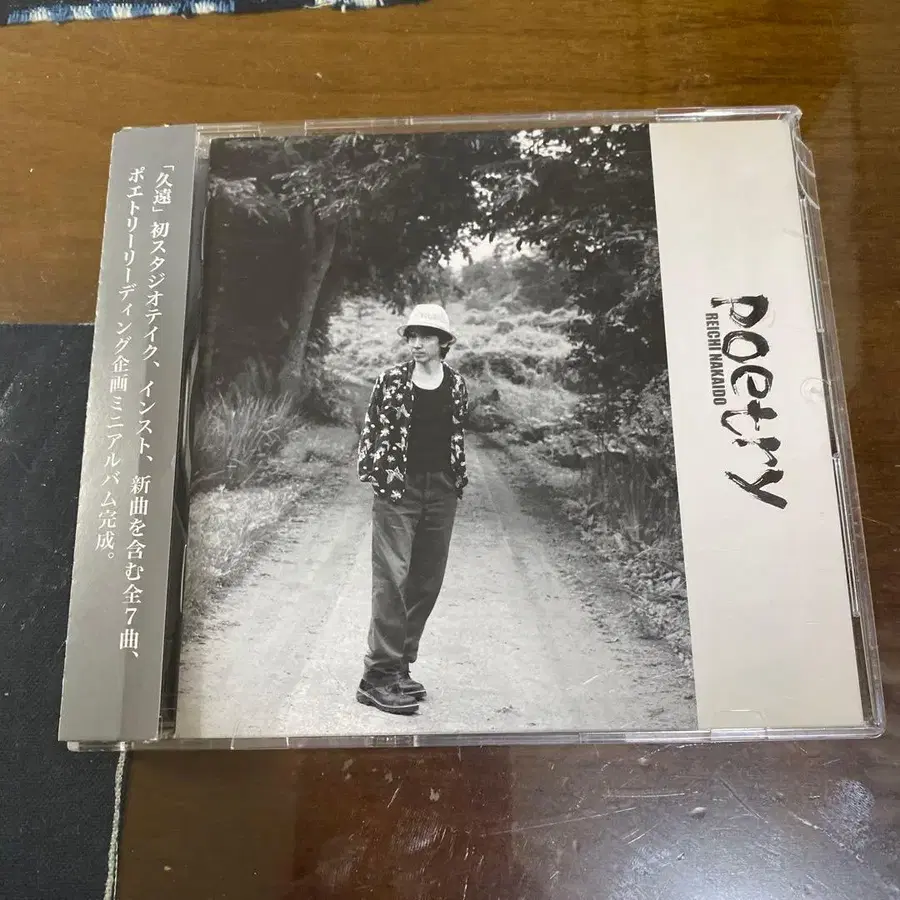 「久遠」初スタジオテイク、インスト、新曲を含む全7曲、
ポエトリーリーディング企画ミニアルバム完成。
poetry
REICHI NAKAIDO